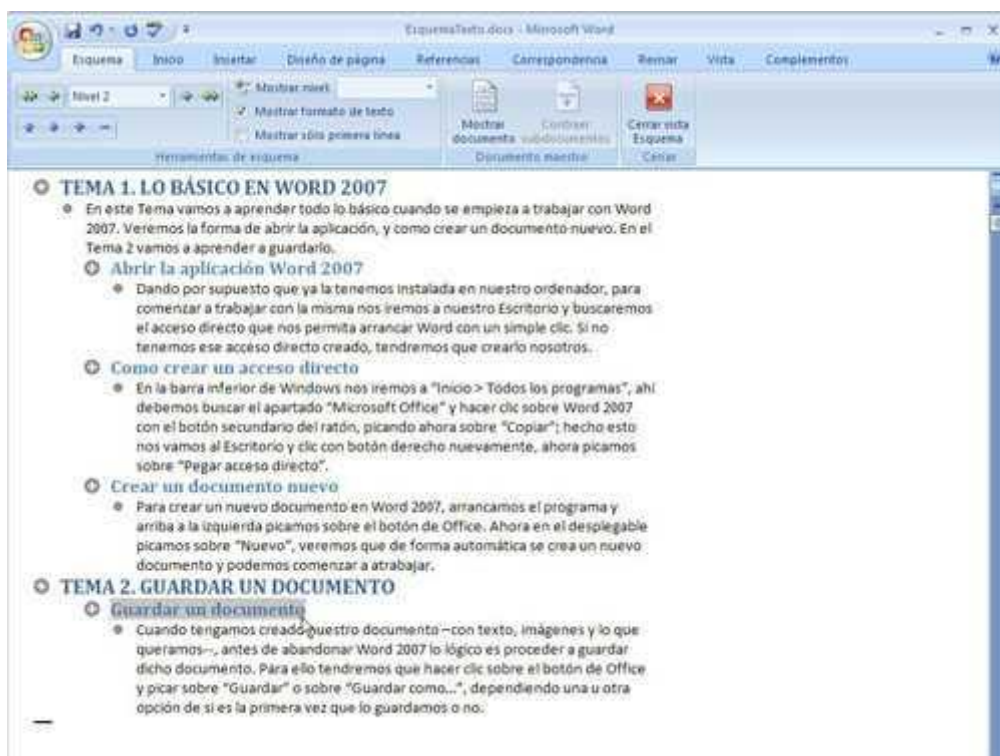 EsquemaTexto.docx - Microsoft Word
Esquema Inicio Insertar Diseño de página Referencias Correspondencia Revisar Vista Complementos
Nivel 2
Mostrar nivel:
Mostrar formato de texto
Mostrar sólo primera línea
Mostrar documento
Contraer subdocumentos
Cerrar vista Esquema
Herramientas de esquema
Documento maestro
Cerrar
TEMA 1. LO BÁSICO EN WORD 2007
En este Tema vamos a aprender todo lo básico cuando se empieza a trabajar con Word
2007. Veremos la forma de abrir la aplicación, y como crear un documento nuevo. En el
Tema 2 vamos a aprender a guardarlo.
Abrir la aplicación Word 2007
Dando por supuesto que ya la tenemos instalada en nuestro ordenador, para
comenzar a trabajar con la misma nos iremos a nuestro Escritorio y buscaremos
el acceso directo que nos permita arrancar Word con un simple clic. Si no
tenemos ese acceso directo creado, tendremos que crearlo nosotros.
Como crear un acceso directo
En la barra inferior de Windows nos iremos a "Inicio > Todos los programas", ahí
debemos buscar el apartado "Microsoft Office" y hacer clic sobre Word 2007
con el botón secundario del ratón, picando ahora sobre "Copiar"; hecho esto
nos vamos al Escritorio y clic con botón derecho nuevamente, ahora picamos
sobre "Pegar acceso directo".
Crear un documento nuevo
Para crear un nuevo documento en Word 2007, arrancamos el programa y
arriba a la izquierda picamos sobre el botón de Office. Ahora en el desplegable
picamos sobre "Nuevo", veremos que de forma automática se crea un nuevo
documento y podemos comenzar a atrabajar.
TEMA 2. GUARDAR UN DOCUMENTO
Guardar un documento
Cuando tengamos creado nuestro documento –con texto, imágenes y lo que
queramos–, antes de abandonar Word 2007 lo lógico es proceder a guardar
dicho documento. Para ello tendremos que hacer clic sobre el botón de Office
y picar sobre "Guardar" o sobre "Guardar como...", dependiendo una u otra
opción de si es la primera vez que lo guardamos o no.